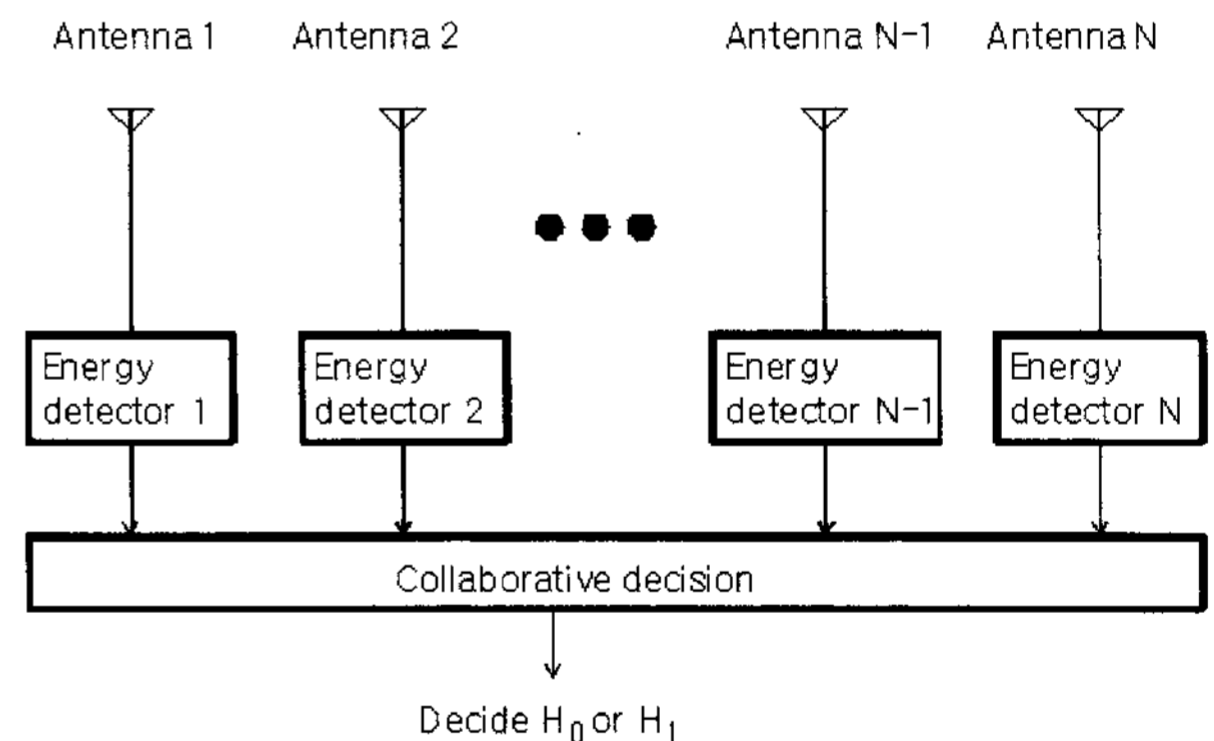 Antenna 1 Antenna 2 Antenna N-1 Antenna N
Energy detector 1
Energy detector 2
Energy detector N-1
Energy detector N
Collaborative decision
Decide H0 or H1